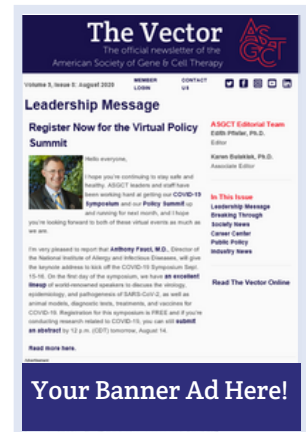 The Vector
The official newsletter of the
American Society of Gene & Cell Therapy
ASGCT
Volume 5, Issue 8: August 2020
MEMBER
LOGIN
CONTACT
US
Leadership Message
Register Now for the Virtual Policy
Summit
Hello everyone,
I hope you're continuing to stay safe and
healthy. ASGCT leaders and staff have
been working hard at getting our COVID-19
Symposium and our Policy Summit up
and running for next month, and I hope
you're looking forward to both of these virtual events as much as
we are.
I'm very pleased to report that Anthony Fauci, M.D., Director of
the National Institute of Allergy and Infectious Diseases, will give
the keynote address to kick off the COVID-19 Symposium Sept.
15-16. On the first day of the symposium, we have an excellent
lineup of world-renowned speakers to discuss the virology,
epidemiology, and pathogenesis of SARS-CoV-2, as well as
animal models, diagnostic tests, treatments, and vaccines for
COVID-19. Registration for this symposium is FREE and if you're
conducting research related to COVID-19, you can still submit
an abstract by 12 p.m. (CDT) tomorrow, August 14.
Read more here.
Advertisement
ASGCT Editorial Team
Edith Pfister, Ph.D.
Editor
Karen Bulaklak, Ph.D.
Associate Editor
In This Issue
Leadership Message
Breaking Through
Society News
Career Center
Public Policy
Industry News
Read The Vector Online
Your Banner Ad Here!